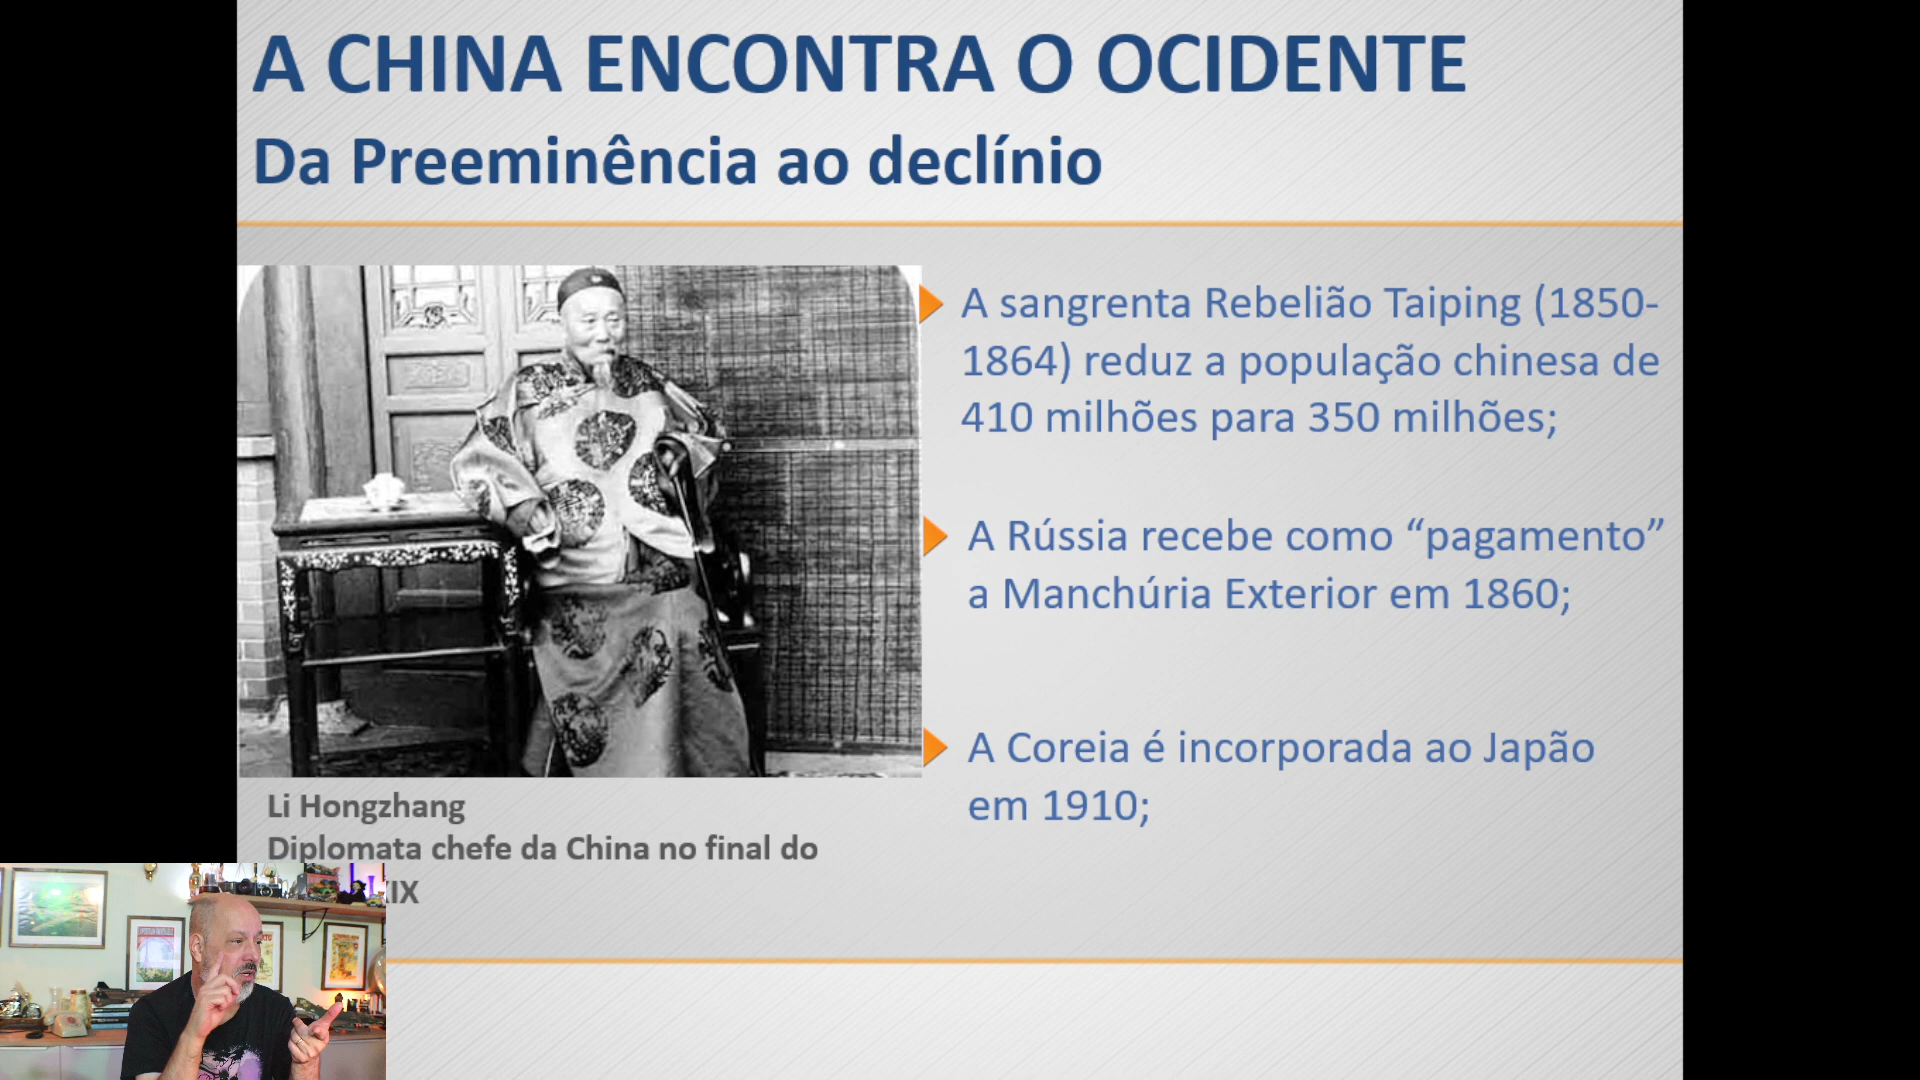 A CHINA ENCONTRA O OCIDENTE
Da Preeminência ao declínio
A sangrenta Rebelião Taiping (1850-
1864) reduz a população chinesa de
410 milhões para 350 milhões;
A Rússia recebe como “pagamento”
a Manchúria Exterior em 1860;
A Coreia é incorporada ao Japão
em 1910;
Li Hongzhang
Diplomata chefe da China no final do
XIX